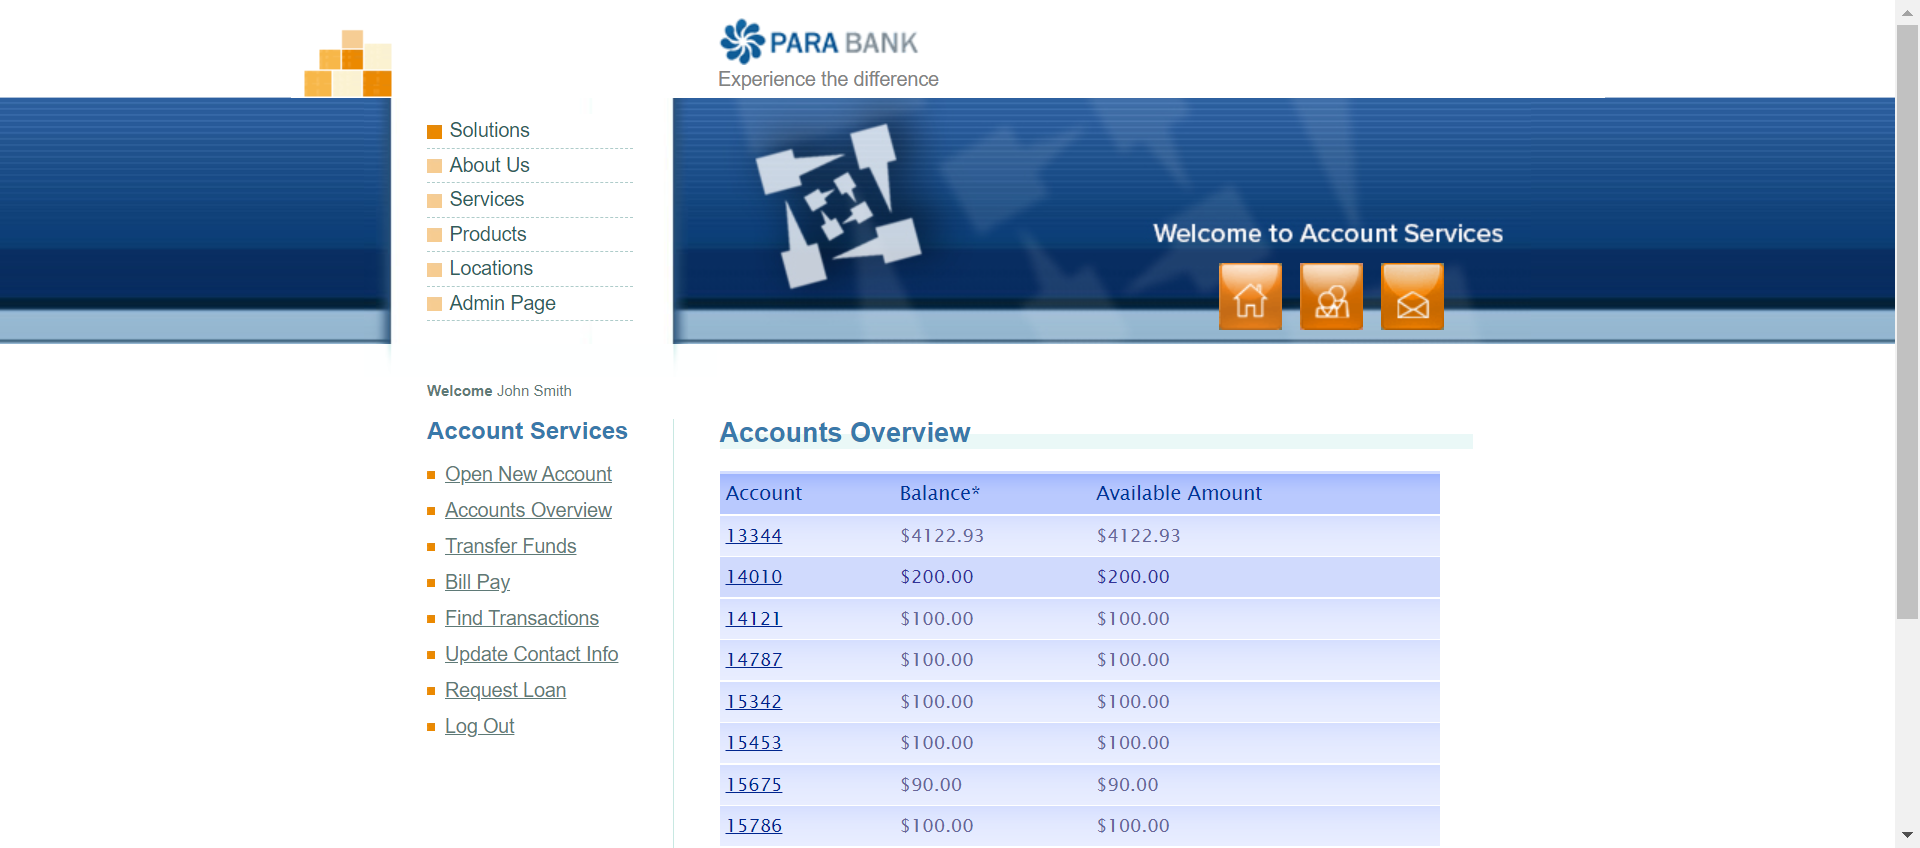 PARA BANK
Experience the difference
Solutions
About Us
Services
Products
Locations
Admin Page
Welcome to Account Services
Welcome John Smith
Account Services
Open New Account
Accounts Overview
Transfer Funds
Bill Pay
Find Transactions
Update Contact Info
Request Loan
Log Out
Accounts Overview
Account Balance* Available Amount
13344 $4122.93 $4122.93
14010 $200.00 $200.00
14121 $100.00 $100.00
14787 $100.00 $100.00
15342 $100.00 $100.00
15453 $100.00 $100.00
15675 $90.00 $90.00
15786 $100.00 $100.00